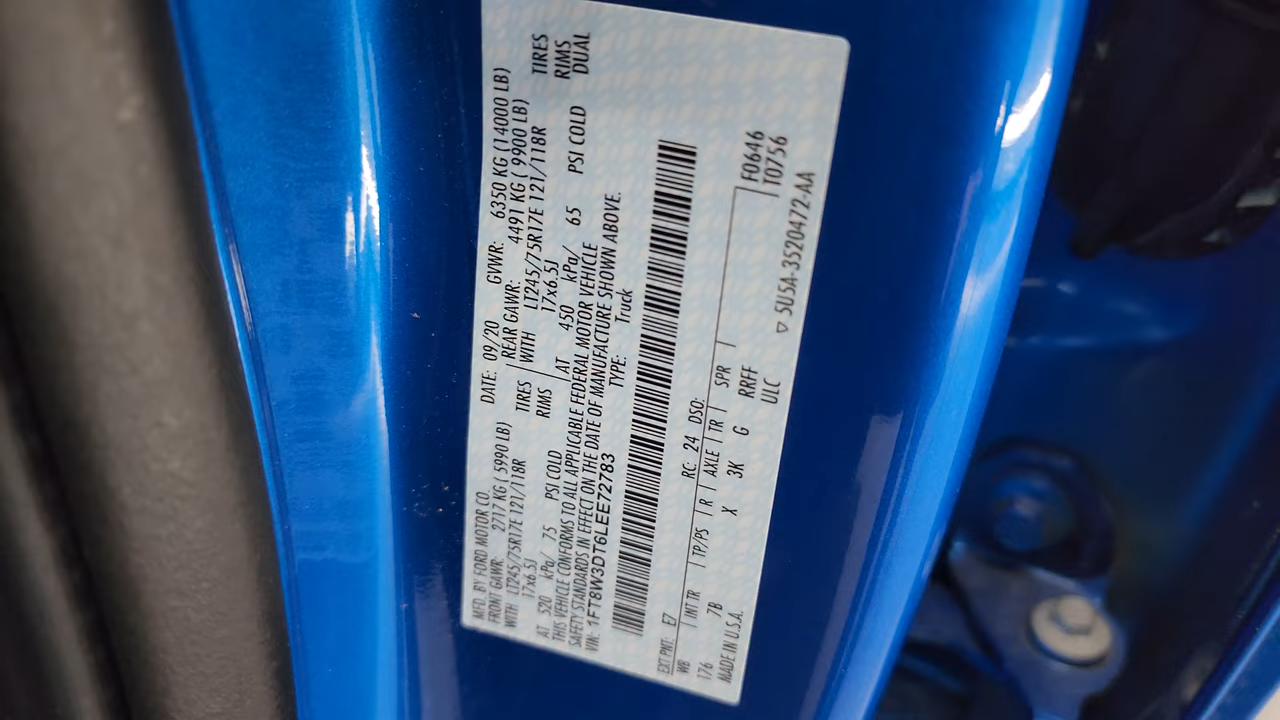 MFD. BY FORD MOTOR CO.
DATE: 09/20 GVWR: 6350 KG (14000 LB)
FRONT GAWR: 2717 KG ( 5990 LB) REAR GAWR: 4491 KG ( 9900 LB)
WITH LT245/75R17E 121/118R TIRES WITH LT245/75R17E 121/118R TIRES
17x6.5J RIMS 17x6.5J RIMS
AT 520 kPa/ 75 PSI COLD AT 450 kPa/ 65 PSI COLD DUAL
THIS VEHICLE CONFORMS TO ALL APPLICABLE FEDERAL MOTOR VEHICLE
SAFETY STANDARDS IN EFFECT ON THE DATE OF MANUFACTURE SHOWN ABOVE.
VIN: 1FT8W3DT6LEE72783 TYPE: Truck
EXT PNT: E7 RC: 24 DSO: F0646
WB INT TR TP/PS R AXLE TR SPR T0756
176 7B X 3K G RRFF
MADE IN U.S.A. ULC
▽ 5U5A-3520472-AA